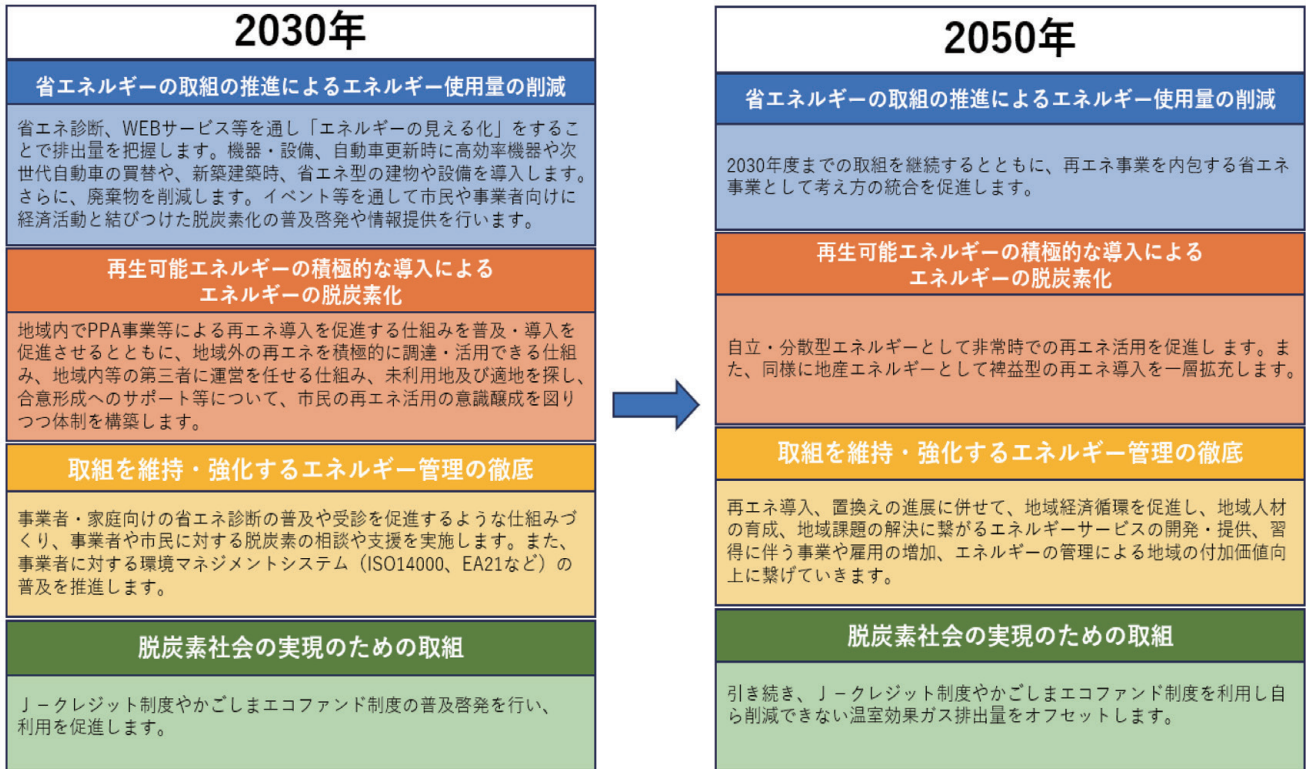 2030年
省エネルギーの取組の推進によるエネルギー使用量の削減
省エネ診断、WEBサービス等を通し「エネルギーの見える化」をするこ
とで排出量を把握します。機器・設備、自動車更新時に高効率機器や次
世代自動車の買替や、新築建築時、省エネ型の建物や設備を導入します。
さらに、廃棄物を削減します。イベント等を通して市民や事業者向けに
経済活動と結びつけた脱炭素化の普及啓発や情報提供を行います。
再生可能エネルギーの積極的な導入による
エネルギーの脱炭素化
地域内でPPA事業等による再エネ導入を促進する仕組みを普及・導入を
促進させるとともに、地域外の再エネを積極的に調達・活用できる仕組
み、地域内等の第三者に運営を任せる仕組み、未利用地及び適地を探し、
合意形成へのサポート等について、市民の再エネ活用の意識醸成を図り
つつ体制を構築します。
取組を維持・強化するエネルギー管理の徹底
事業者・家庭向けの省エネ診断の普及や受診を促進するような仕組みづ
くり、事業者や市民に対する脱炭素の相談や支援を実施します。また、
事業者に対する環境マネジメントシステム（ISO14000、EA21など）の
普及を推進します。
脱炭素社会の実現のための取組
Ｊ－クレジット制度やかごしまエコファンド制度の普及啓発を行い、
利用を促進します。
2050年
省エネルギーの取組の推進によるエネルギー使用量の削減
2030年度までの取組を継続するとともに、再エネ事業を内包する省エネ
事業として考え方の統合を促進します。
再生可能エネルギーの積極的な導入による
エネルギーの脱炭素化
自立・分散型エネルギーとして非常時での再エネ活用を促進し ます。ま
た、同様に地産エネルギーとして裨益型の再エネ導入を一層拡充します。
取組を維持・強化するエネルギー管理の徹底
再エネ導入、置換えの進展に併せて、地域経済循環を促進し、地域人材
の育成、地域課題の解決に繋がるエネルギーサービスの開発・提供、習
得に伴う事業や雇用の増加、エネルギーの管理による地域の付加価値向
上に繋げていきます。
脱炭素社会の実現のための取組
引き続き、Ｊ－クレジット制度やかごしまエコファンド制度を利用し自
ら削減できない温室効果ガス排出量をオフセットします。